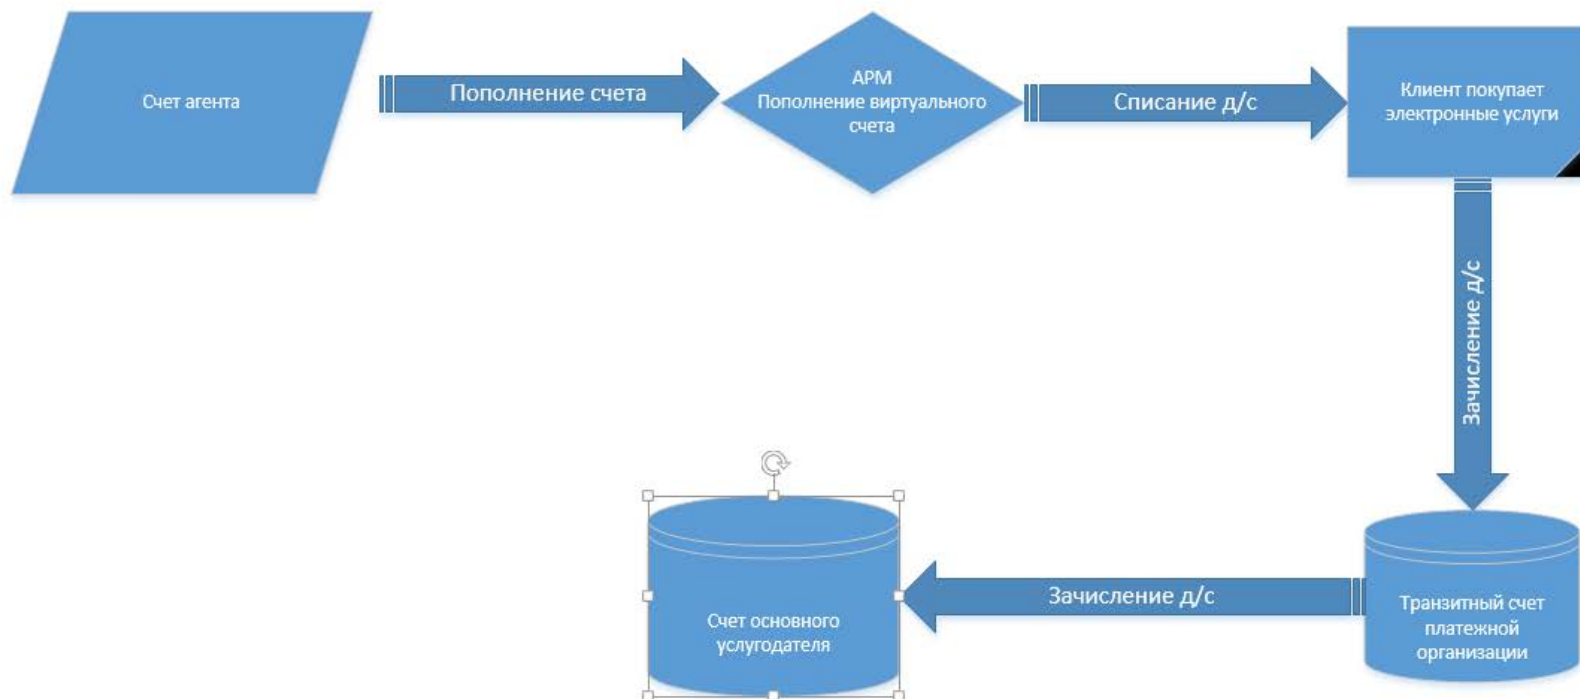 Счет агента
Пополнение счета
АРМ
Пополнение виртуального
счета
Списание д/с
Клиент покупает
электронные услуги
Зачисление д/с
Транзитный счет
платежной
организации
Зачисление д/с
Счет основного
услугодателя